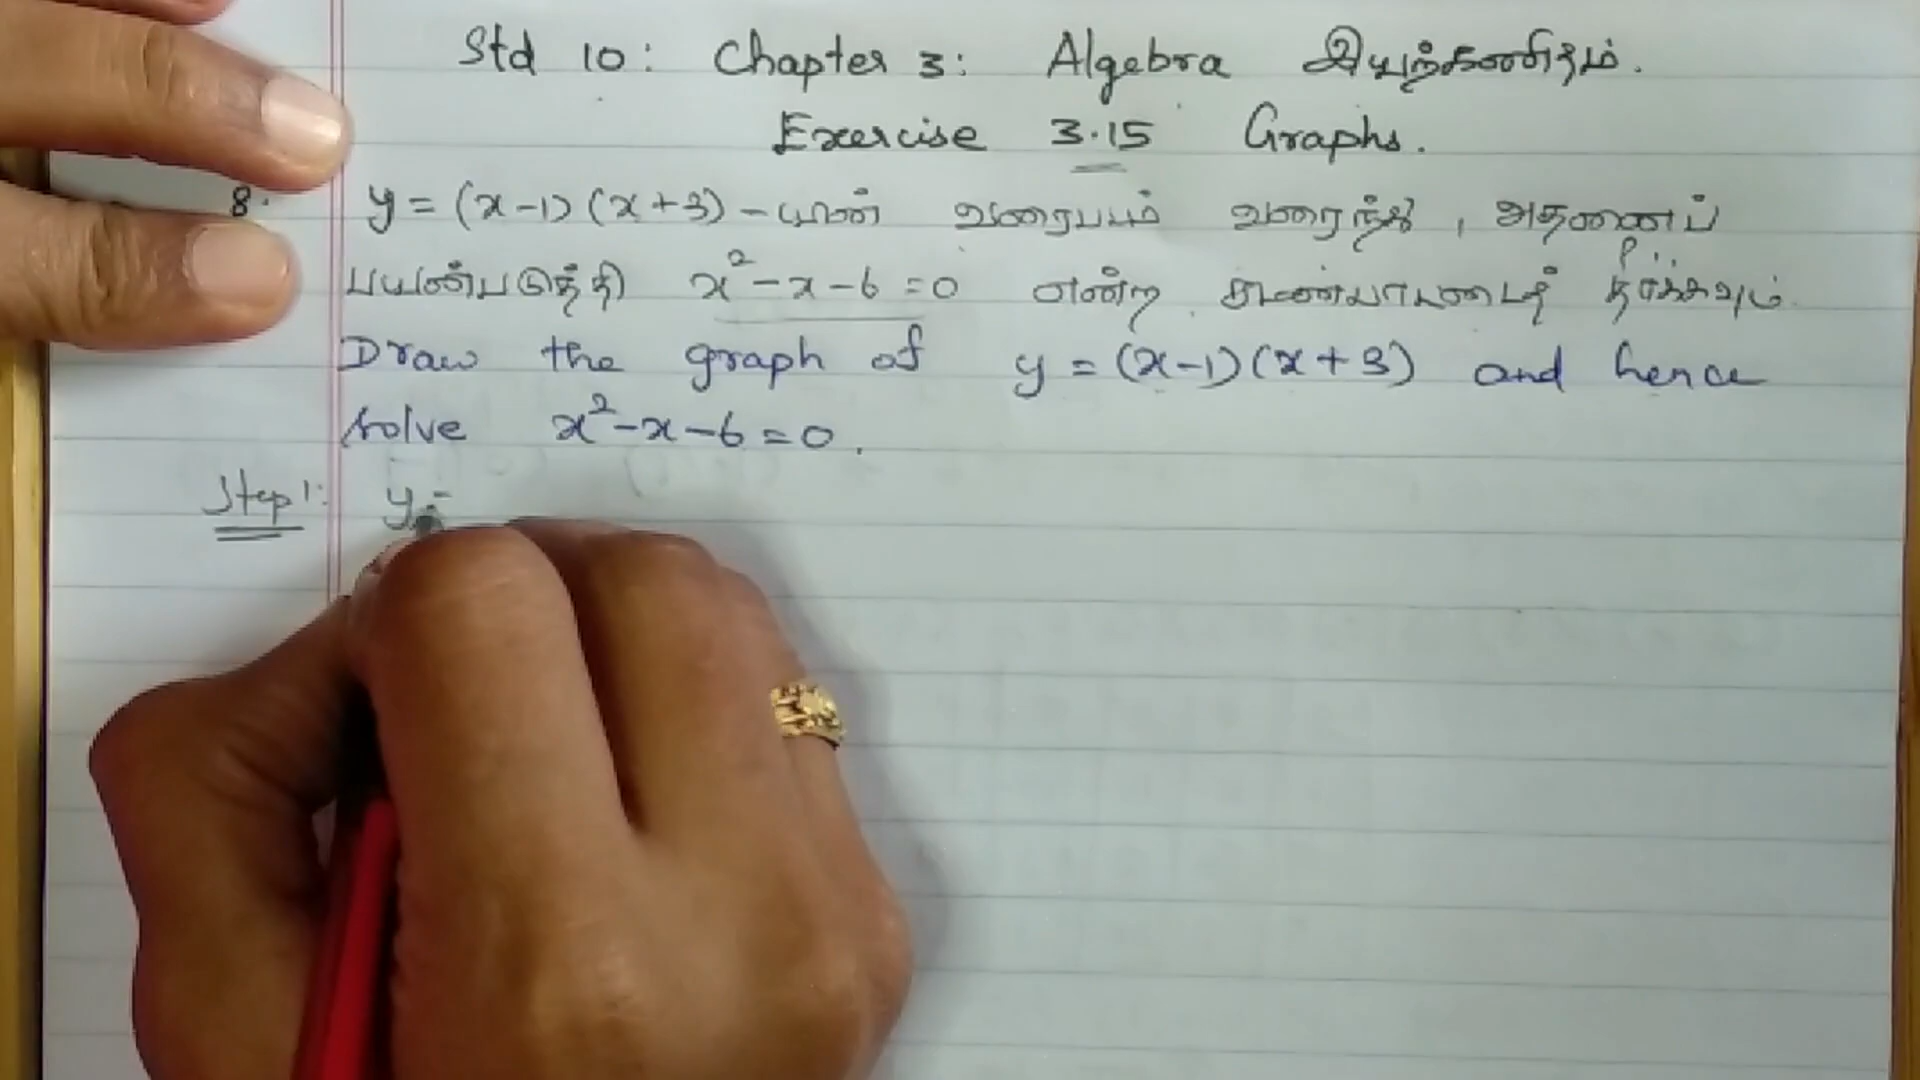 Std 10: Chapter 3: Algebra இயற்கணிதம்.
Exercise 3.15 Graphs.
8. y = (x-1)(x+3) -யின் வரைபடம் வரைந்து, அதனைப்
பயன்படுத்தி x²-x-6=0 என்ற சமன்பாட்டைத் தீர்க்கவும்.
Draw the graph of y = (x-1)(x+3) and hence
solve x²-x-6=0.
Step 1: y=